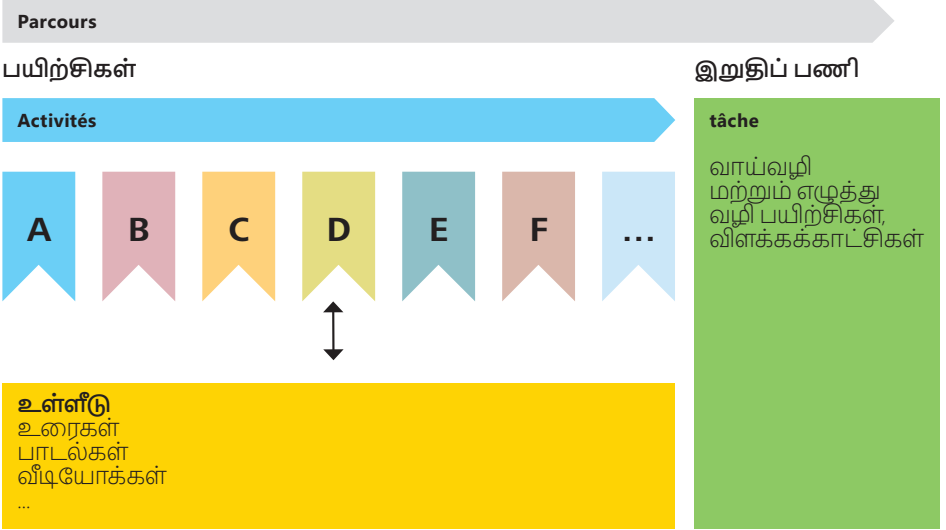 Parcours
பயிற்சிகள்
Activités
A B C D E F ...
உள்ளீடு
உரைகள்
பாடல்கள்
வீடியோக்கள்
...
இறுதிப் பணி
tâche
வாய்வழி
மற்றும் எழுத்து
வழி பயிற்சிகள்,
விளக்கக்காட்சிகள்